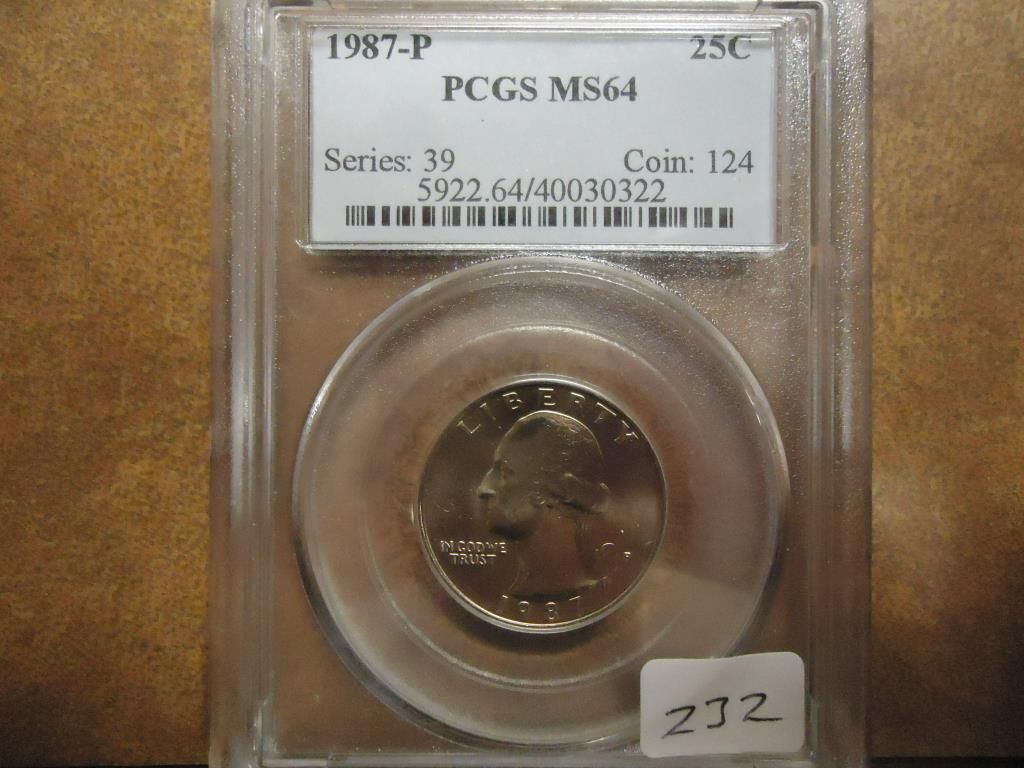 1987-P 25C
PCGS MS64
Series: 39 Coin: 124
5922.64/40030322
LIBERTY
IN GOD WE
TRUST
P
1987
232